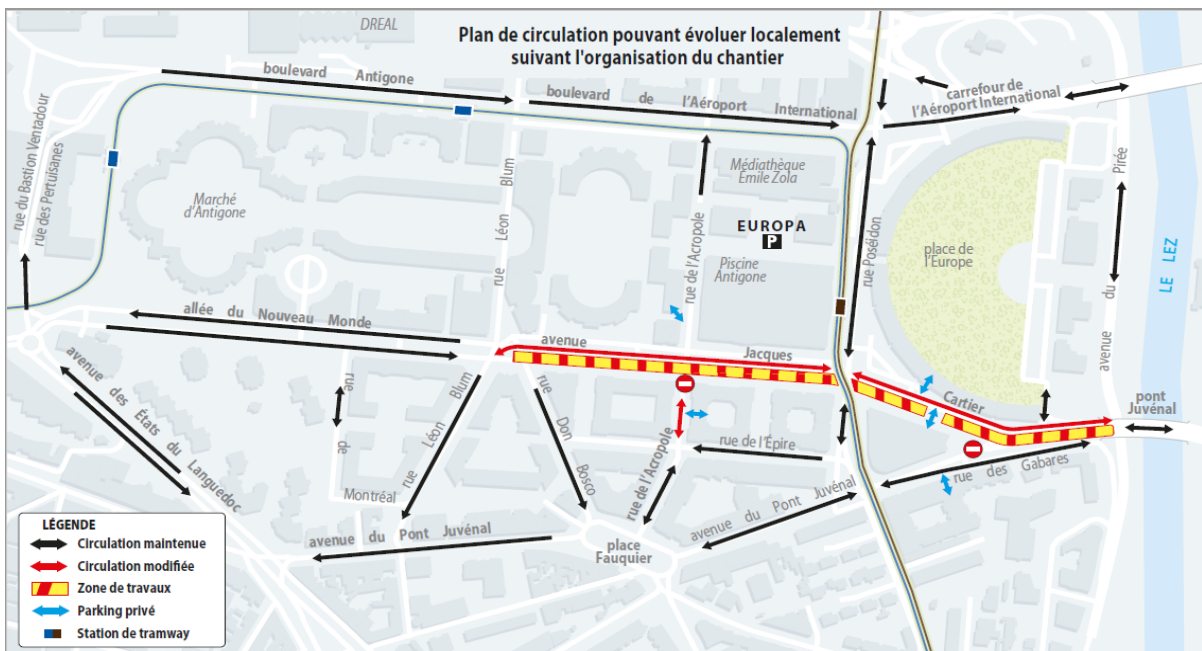 DREAL
Plan de circulation pouvant évoluer localement
suivant l'organisation du chantier
boulevard Antigone
boulevard de l'Aéroport International
carrefour de
l'Aéroport International
rue du Bastion Ventadour
rue des Pertuisanes
Marché
d'Antigone
rue Léon Blum
rue de l'Acropole
Médiathèque
Emile Zola
EUROPA
P
Piscine
Antigone
rue Poséidon
place de
l'Europe
avenue du Pirée
LE LEZ
allée du Nouveau Monde
avenue Jacques Cartier
pont
Juvénal
avenue des États du Languedoc
rue de
Montréal
rue Léon Blum
rue Don Bosco
rue de l'Acropole
rue de l'Épire
rue des Gabares
avenue du Pont Juvénal
avenue du Pont Juvénal
place
Fauquier
LÉGENDE
Circulation maintenue
Circulation modifiée
Zone de travaux
Parking privé
Station de tramway